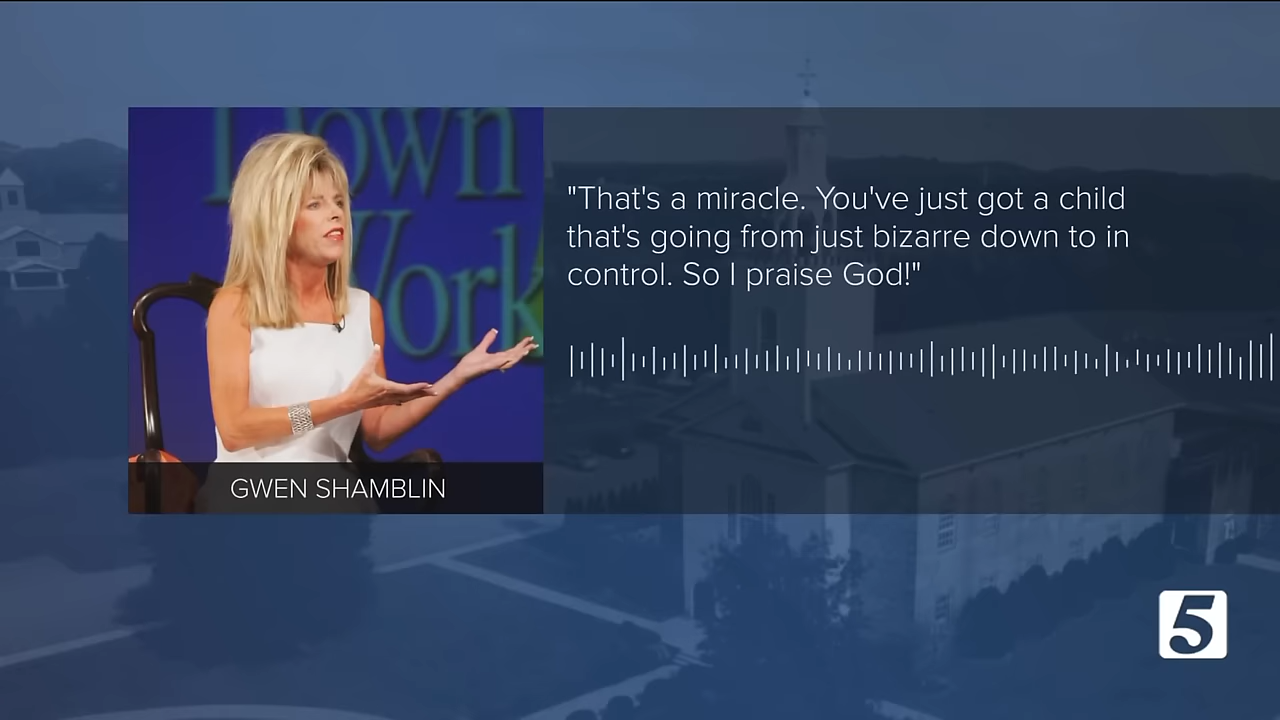 Down
Work
"That's a miracle. You've just got a child
that's going from just bizarre down to in
control. So I praise God!"
GWEN SHAMBLIN
5